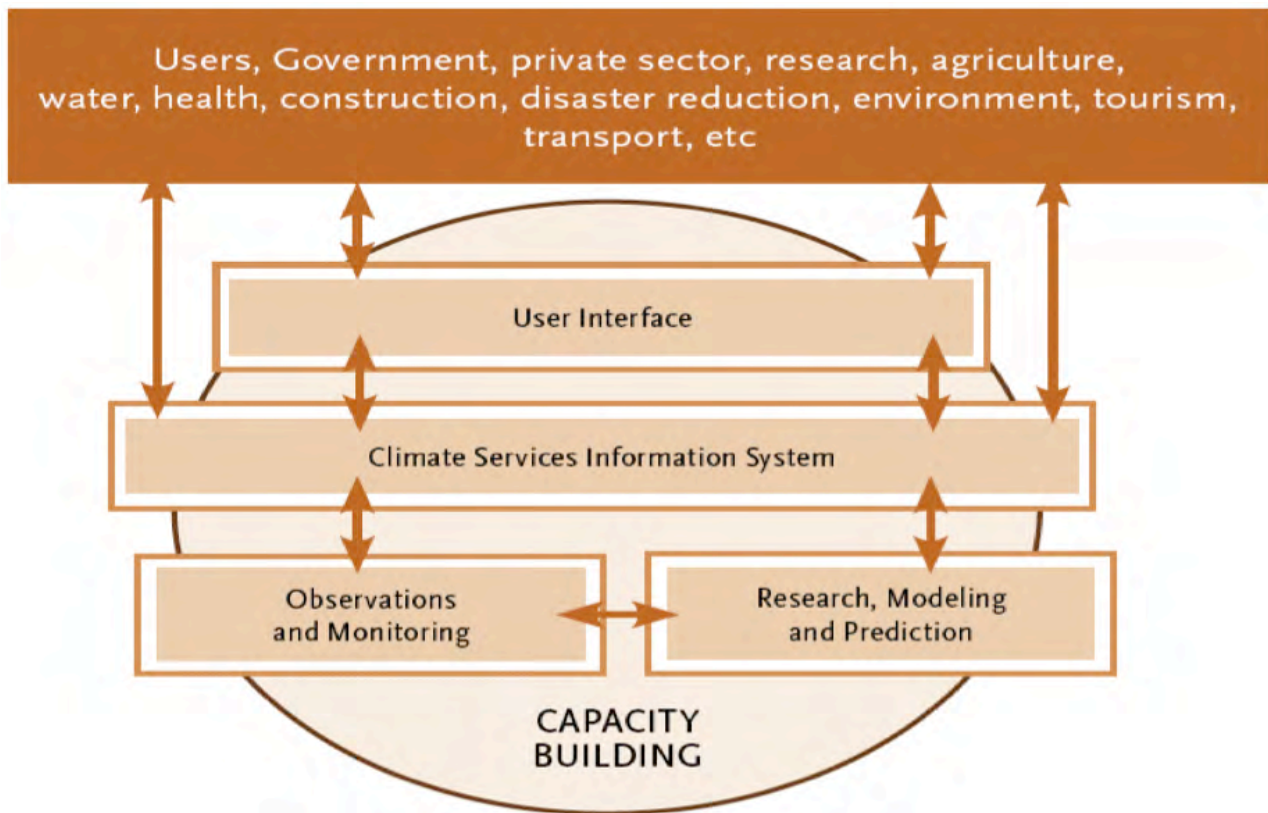 Users, Government, private sector, research, agriculture,
water, health, construction, disaster reduction, environment, tourism,
transport, etc
User Interface
Climate Services Information System
Observations
and Monitoring
Research, Modeling
and Prediction
CAPACITY
BUILDING